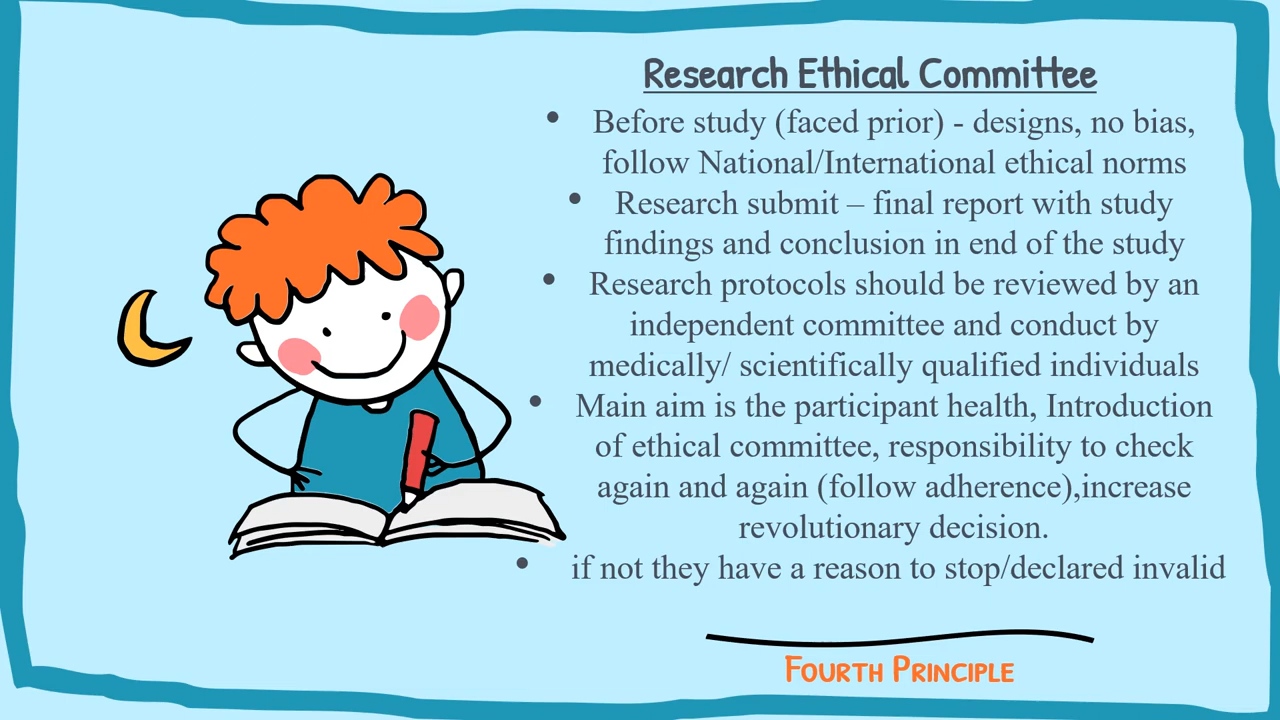 Research Ethical Committee
• Before study (faced prior) - designs, no bias,
follow National/International ethical norms
• Research submit – final report with study
findings and conclusion in end of the study
• Research protocols should be reviewed by an
independent committee and conduct by
medically/ scientifically qualified individuals
• Main aim is the participant health, Introduction
of ethical committee, responsibility to check
again and again (follow adherence),increase
revolutionary decision.
• if not they have a reason to stop/declared invalid
Fourth Principle